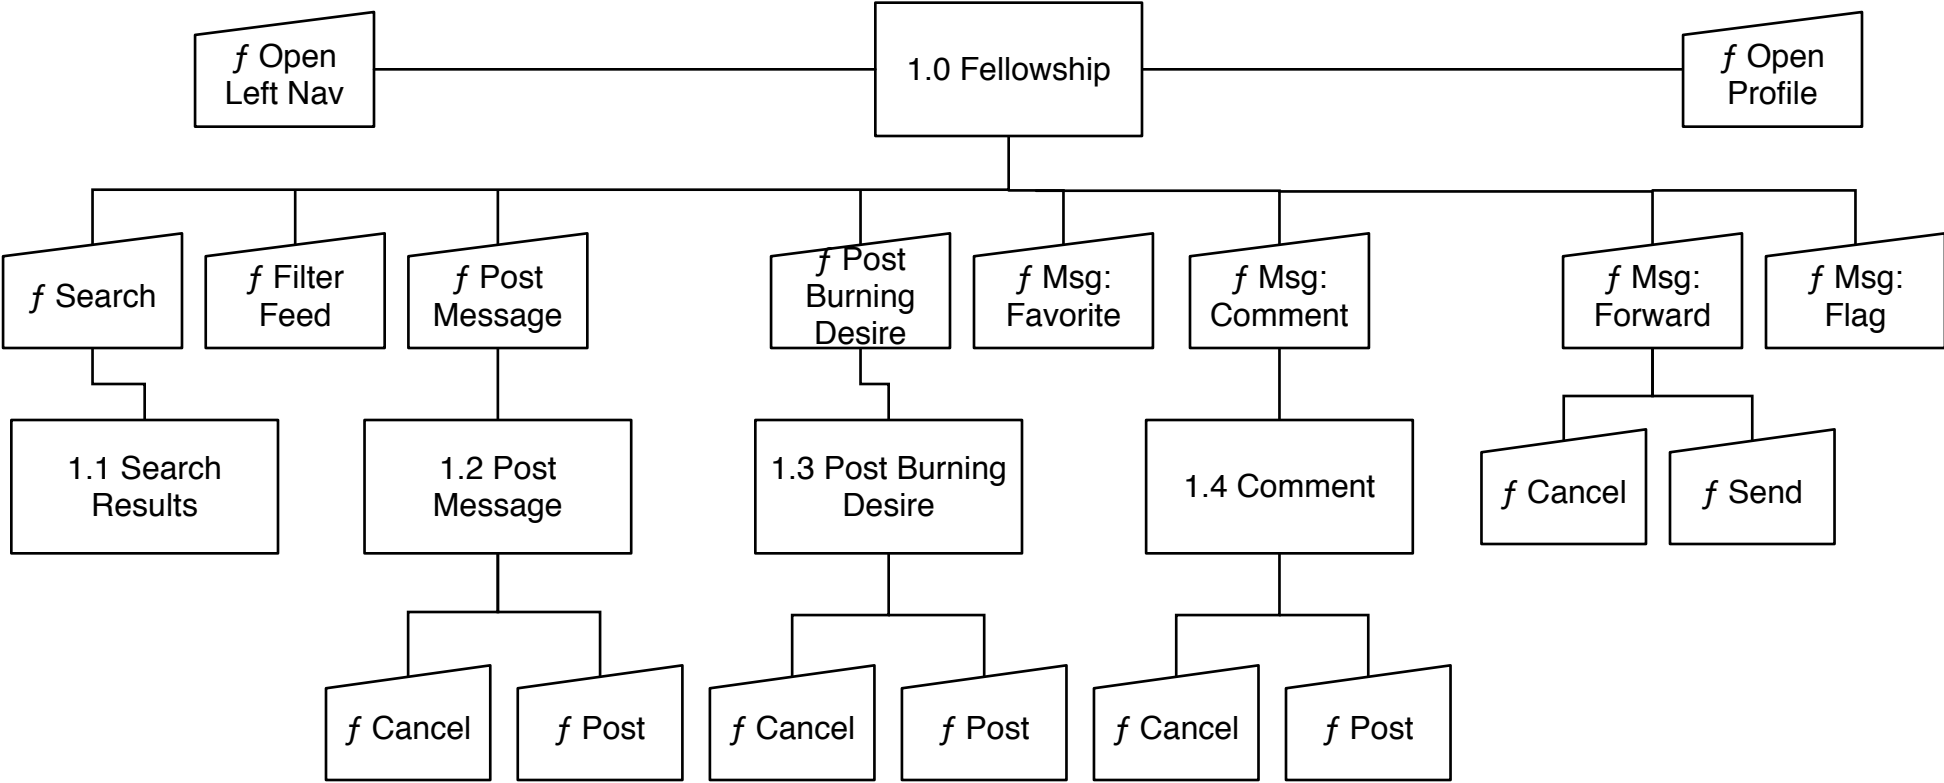 ƒ Open
Left Nav
1.0 Fellowship
ƒ Open
Profile
ƒ Search
ƒ Filter
Feed
ƒ Post
Message
ƒ Post
Burning
Desire
ƒ Msg:
Favorite
ƒ Msg:
Comment
ƒ Msg:
Forward
ƒ Msg:
Flag
1.1 Search
Results
1.2 Post
Message
1.3 Post Burning
Desire
1.4 Comment
ƒ Cancel
ƒ Send
ƒ Cancel
ƒ Post
ƒ Cancel
ƒ Post
ƒ Cancel
ƒ Post